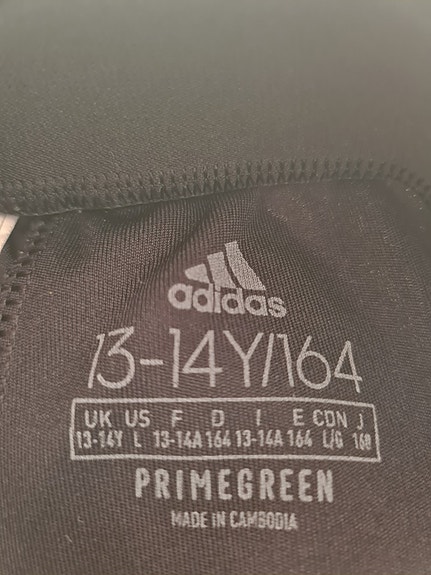 adidas
13-14Y/164
UK US F D I E CDN J
13-14Y L 13-14A 164 13-14A 164 L/G 160
PRIMEGREEN
MADE IN CAMBODIA